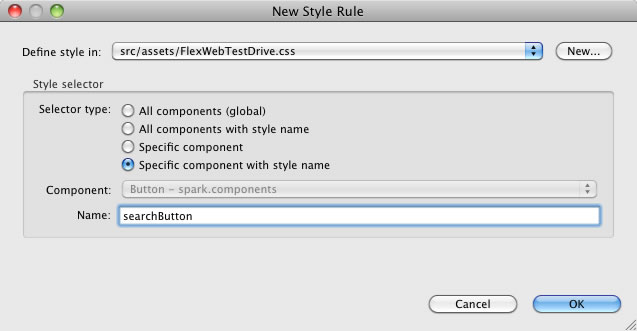 New Style Rule
Define style in: src/assets/FlexWebTestDrive.css New...
Style selector
Selector type: All components (global)
All components with style name
Specific component
Specific component with style name
Component: Button – spark.components
Name: searchButton
Cancel OK